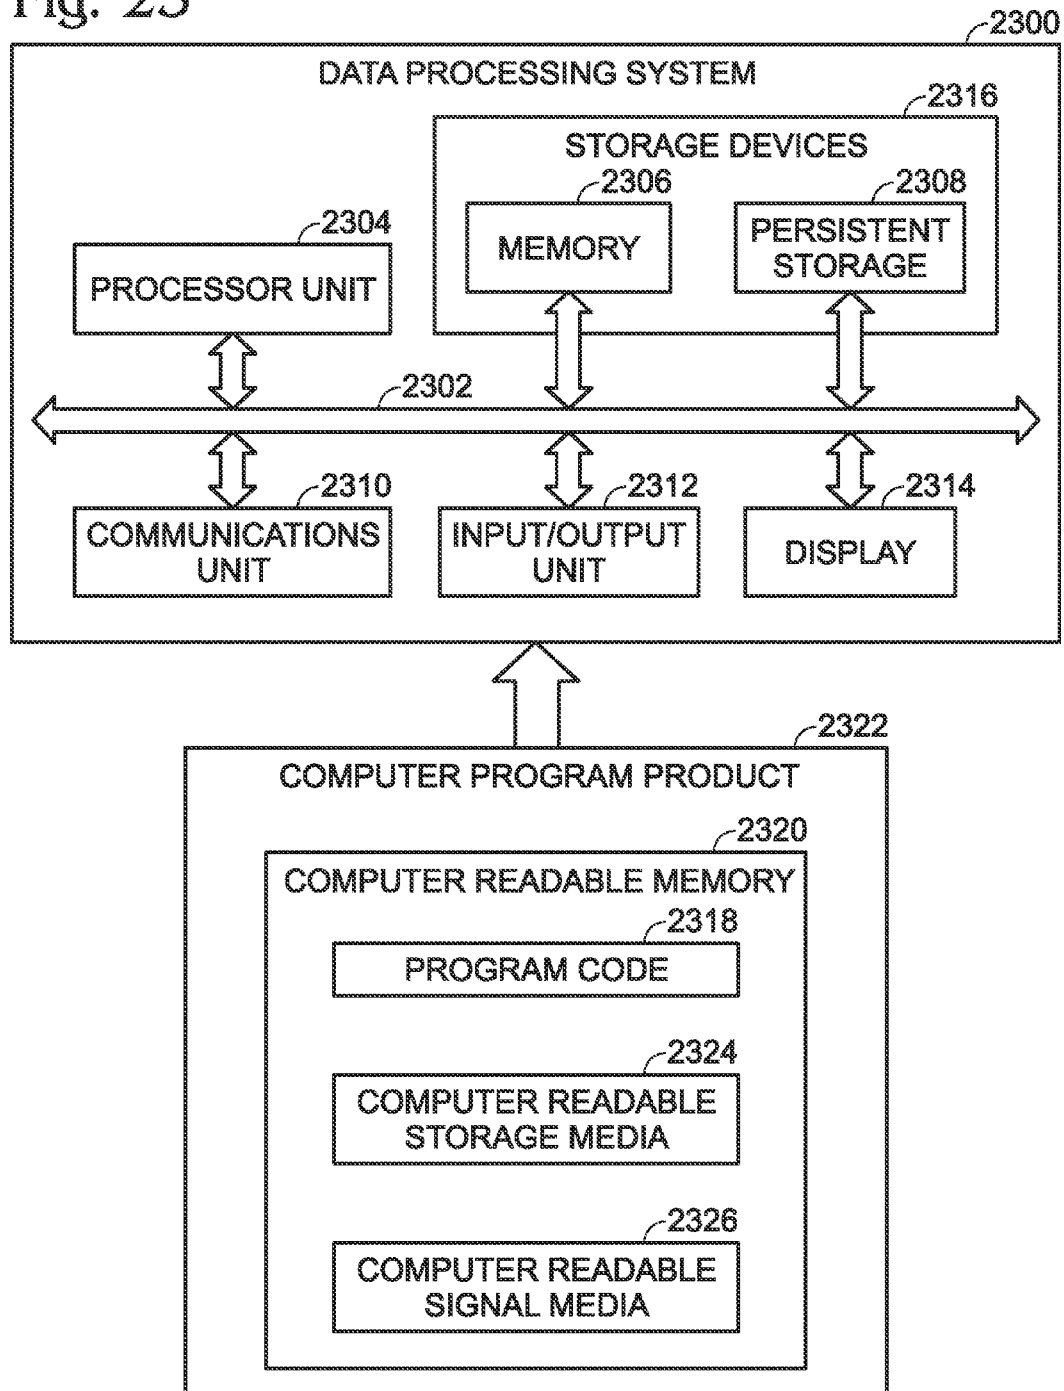 Fig. 23
2300
DATA PROCESSING SYSTEM
2316
STORAGE DEVICES
2306
2308
2304
MEMORY
PERSISTENT
STORAGE
PROCESSOR UNIT
2302
2310
2312
2314
COMMUNICATIONS
UNIT
INPUT/OUTPUT
UNIT
DISPLAY
2322
COMPUTER PROGRAM PRODUCT
2320
COMPUTER READABLE MEMORY
2318
PROGRAM CODE
2324
COMPUTER READABLE
STORAGE MEDIA
2326
COMPUTER READABLE
SIGNAL MEDIA